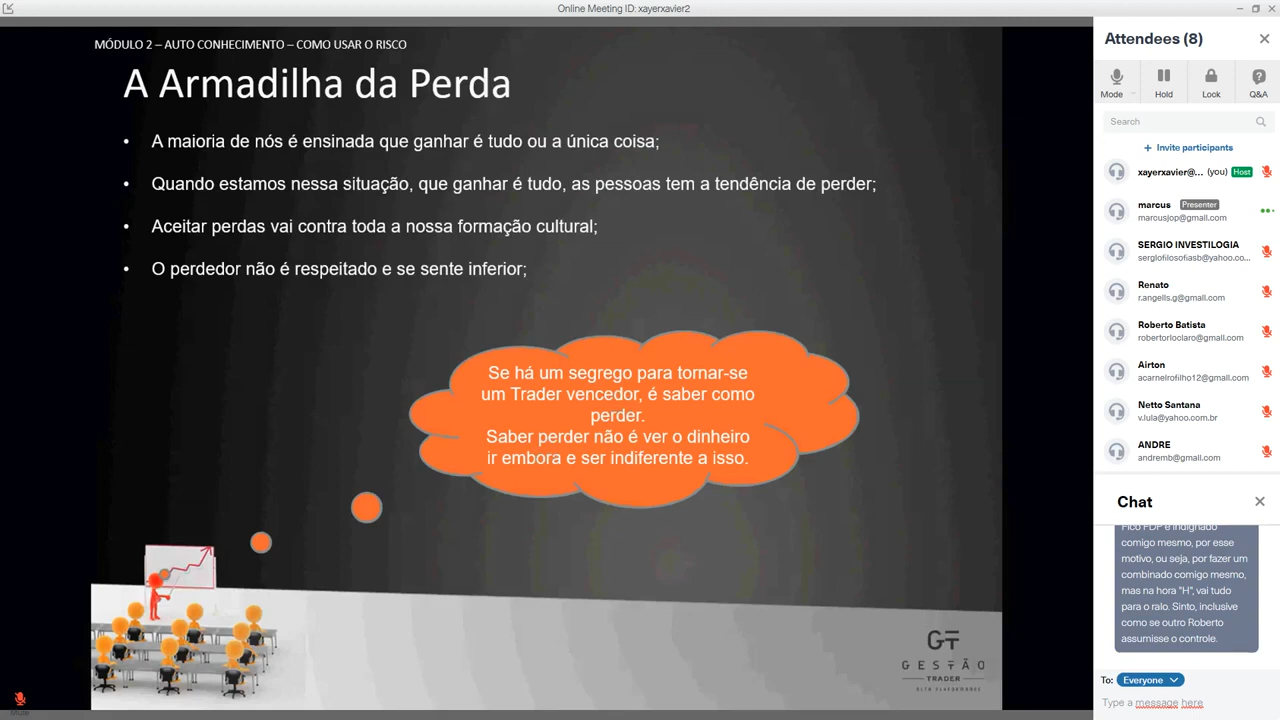 Online Meeting ID: xayerxavier2
MÓDULO 2 – AUTO CONHECIMENTO – COMO USAR O RISCO
A Armadilha da Perda
• A maioria de nós é ensinada que ganhar é tudo ou a única coisa;
• Quando estamos nessa situação, que ganhar é tudo, as pessoas tem a tendência de perder;
• Aceitar perdas vai contra toda a nossa formação cultural;
• O perdedor não é respeitado e se sente inferior;
Se há um segrego para tornar-se
um Trader vencedor, é saber como
perder.
Saber perder não é ver o dinheiro
ir embora e ser indiferente a isso.
GT
GESTÃO
TRADER
Mute
Attendees (8)
Mode
Hold
Lock
Q&A
Search
+ Invite participants
xayerxavier@... (you) Host
marcus Presenter
marcusjop@gmail.com
SERGIO INVESTILOGIA
sergiofilosofiasb@yahoo.co...
Renato
r.angells.g@gmail.com
Roberto Batista
robertorloclaro@gmail.com
Airton
acarneirofilho12@gmail.com
Netto Santana
v.lula@yahoo.com.br
ANDRE
andremb@gmail.com
Chat
Fico FDP e indignado
comigo mesmo, por esse
motivo, ou seja, por fazer um
combinado comigo mesmo,
mas na hora "H", vai tudo
para o ralo. Sinto, inclusive
como se outro Roberto
assumisse o controle.
To: Everyone
Type a message here